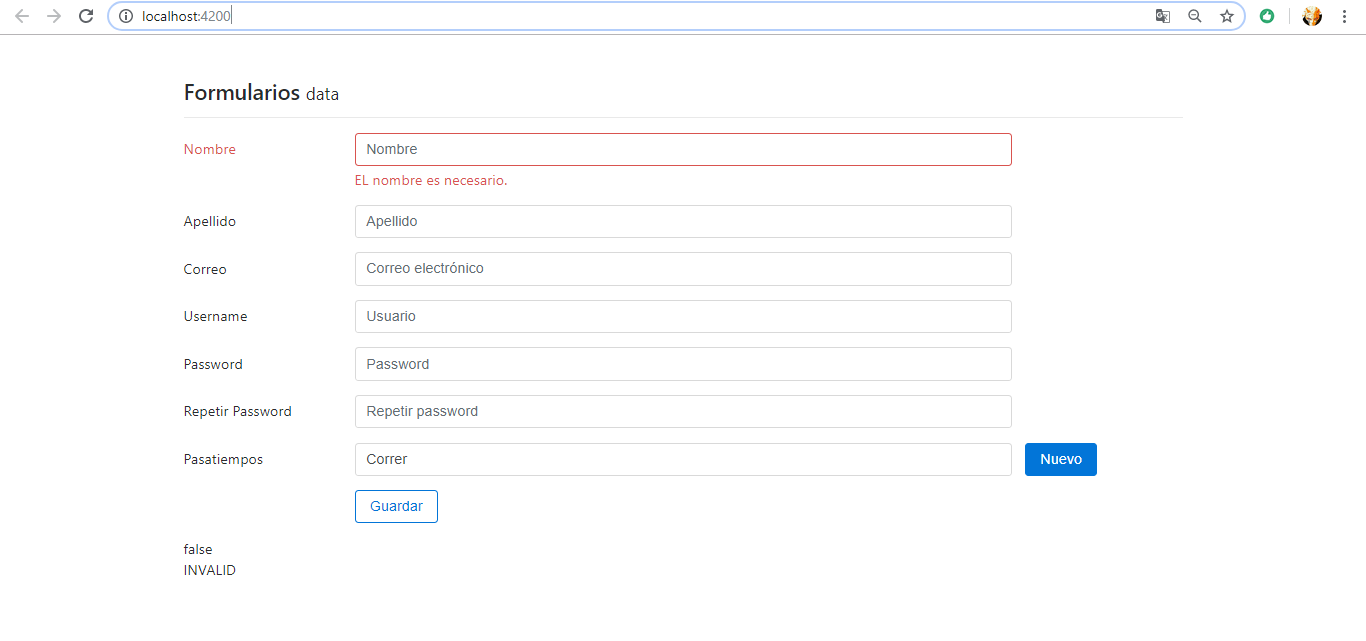 localhost:4200
Formularios data
Nombre
Nombre
EL nombre es necesario.
Apellido
Apellido
Correo
Correo electrónico
Username
Usuario
Password
Password
Repetir Password
Repetir password
Pasatiempos
Correr
Nuevo
Guardar
false
INVALID